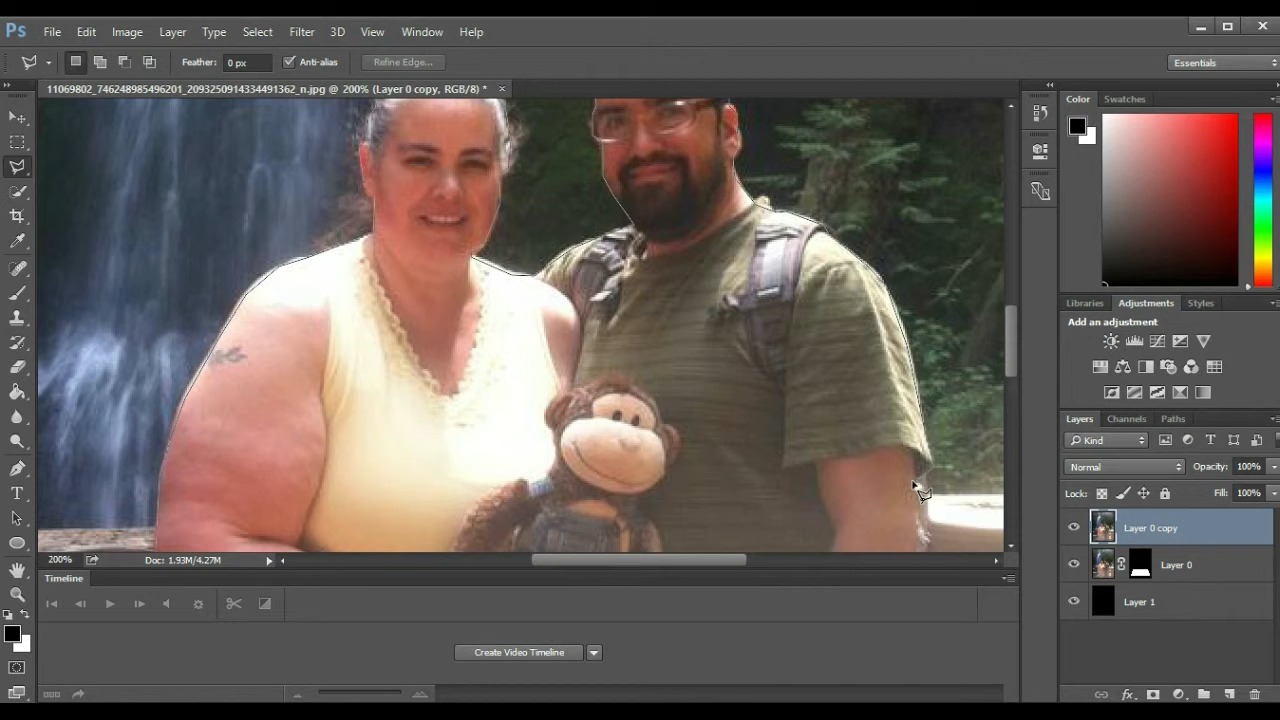 Ps File Edit Image Layer Type Select Filter 3D View Window Help
Feather: 0 px Anti-alias Refine Edge... Essentials
11069802_746248985496201_2093250914334491362_n.jpg @ 200% (Layer 0 copy, RGB/8) *
Color Swatches
Libraries Adjustments Styles
Add an adjustment
Layers Channels Paths
Kind
Normal Opacity: 100%
Lock: Fill: 100%
Layer 0 copy
Layer 0
Layer 1
200% Doc: 1.93M/4.27M
Timeline
Create Video Timeline